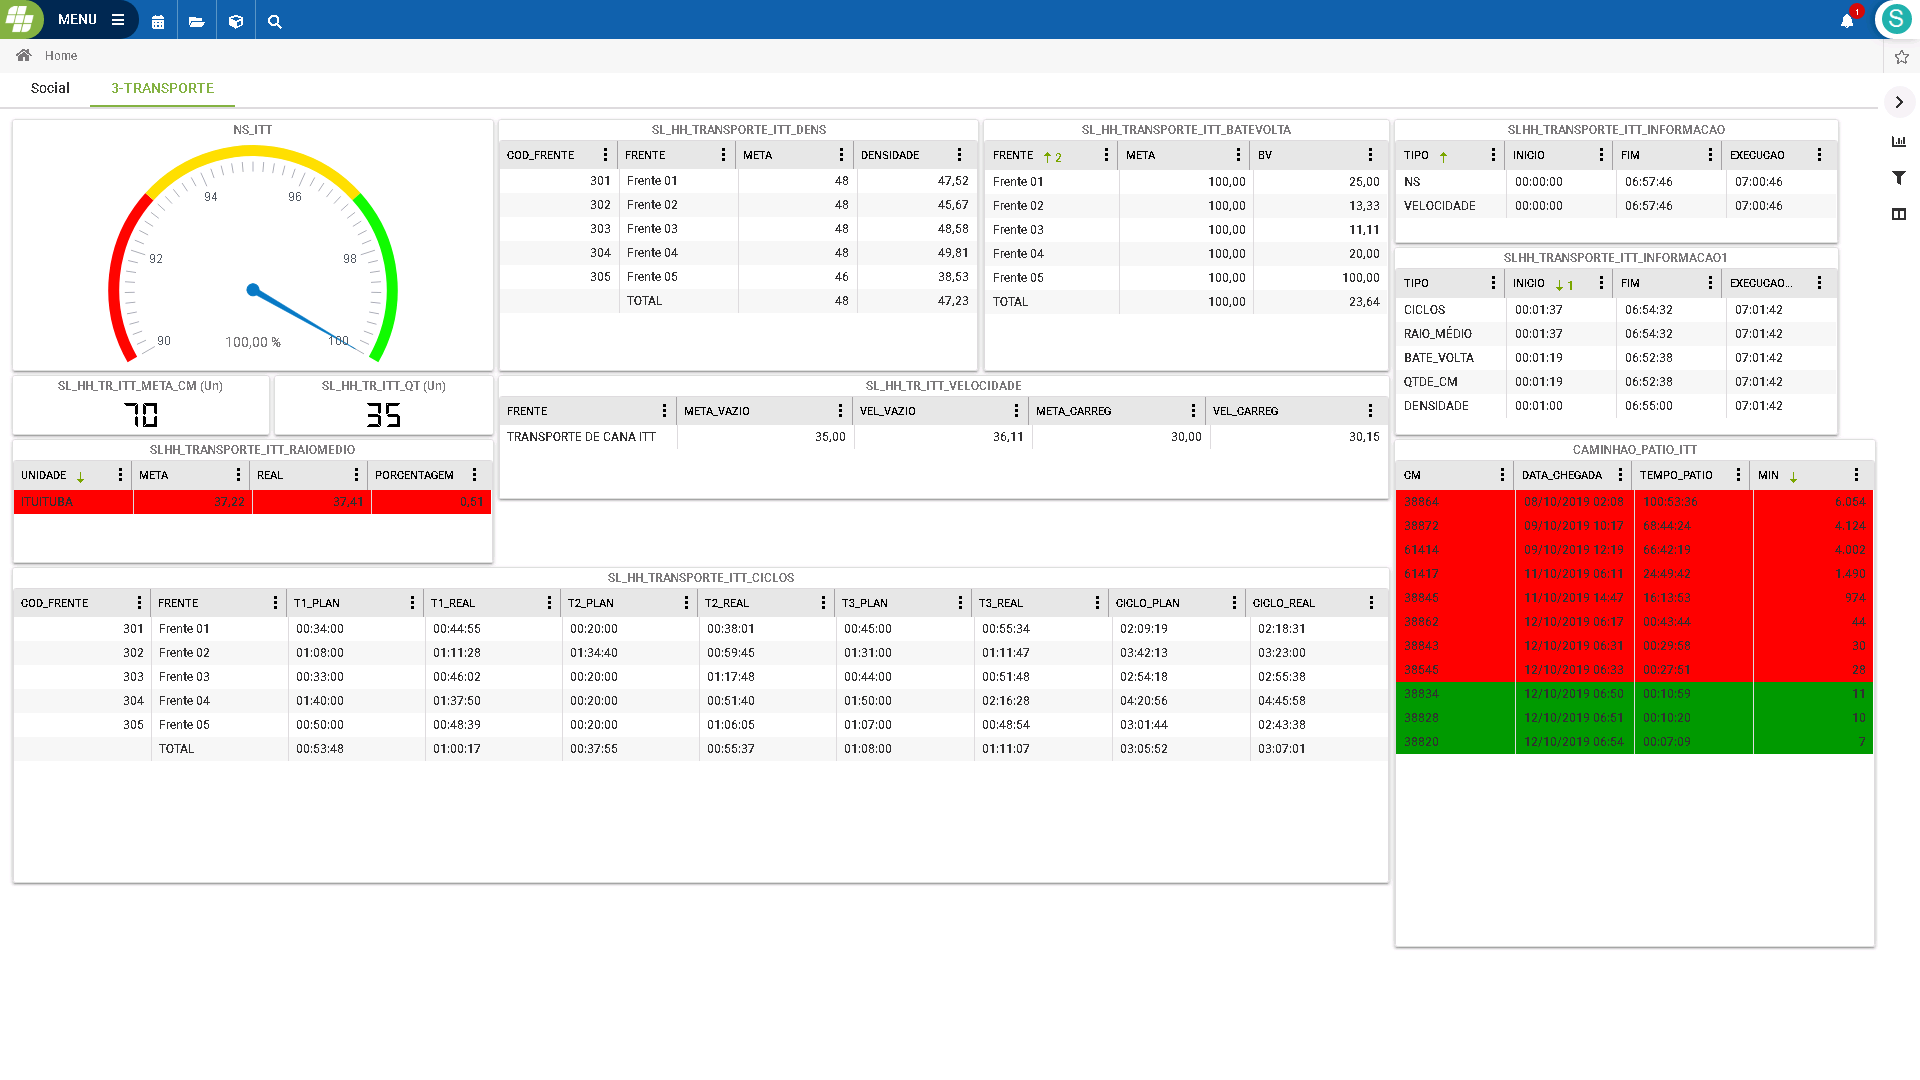 MENU
1
S
Home
Social 3-TRANSPORTE
NS_ITT
94 96
92 98
90 100,00 % 100
SL_HH_TR_ITT_META_CM (Un)
70
SL_HH_TR_ITT_QT (Un)
35
SLHH_TRANSPORTE_ITT_RAIOMEDIO
UNIDADE META REAL PORCENTAGEM
ITUITUBA 37,22 37,41 0,51
SL_HH_TRANSPORTE_ITT_DENS
COD_FRENTE FRENTE META DENSIDADE
301 Frente 01 48 47,52
302 Frente 02 48 45,67
303 Frente 03 48 48,58
304 Frente 04 48 49,81
305 Frente 05 46 38,53
TOTAL 48 47,23
SL_HH_TRANSPORTE_ITT_BATEVOLTA
FRENTE 2 META BV
Frente 01 100,00 25,00
Frente 02 100,00 13,33
Frente 03 100,00 11,11
Frente 04 100,00 20,00
Frente 05 100,00 100,00
TOTAL 100,00 23,64
SL_HH_TR_ITT_VELOCIDADE
FRENTE META_VAZIO VEL_VAZIO META_CARREG VEL_CARREG
TRANSPORTE DE CANA ITT 35,00 36,11 30,00 30,15
SLHH_TRANSPORTE_ITT_INFORMACAO
TIPO INICIO FIM EXECUCAO
NS 00:00:00 06:57:46 07:00:46
VELOCIDADE 00:00:00 06:57:46 07:00:46
SLHH_TRANSPORTE_ITT_INFORMACAO1
TIPO INICIO 1 FIM EXECUCAO...
CICLOS 00:01:37 06:54:32 07:01:42
RAIO_MÉDIO 00:01:37 06:54:32 07:01:42
BATE_VOLTA 00:01:19 06:52:38 07:01:42
QTDE_CM 00:01:19 06:52:38 07:01:42
DENSIDADE 00:01:00 06:55:00 07:01:42
CAMINHAO_PATIO_ITT
CM DATA_CHEGADA TEMPO_PATIO MIN
38864 08/10/2019 02:08 100:53:36 6.054
38872 09/10/2019 10:17 68:44:24 4.124
61414 09/10/2019 12:19 66:42:19 4.002
61417 11/10/2019 06:11 24:49:42 1.490
38846 11/10/2019 14:47 16:13:53 974
38862 12/10/2019 06:17 00:43:44 44
38843 12/10/2019 06:31 00:29:58 30
38645 12/10/2019 06:33 00:27:51 28
38834 12/10/2019 06:50 00:10:59 11
38828 12/10/2019 06:51 00:10:20 10
38820 12/10/2019 06:54 00:07:09 7
SL_HH_TRANSPORTE_ITT_CICLOS
COD_FRENTE FRENTE T1_PLAN T1_REAL T2_PLAN T2_REAL T3_PLAN T3_REAL CICLO_PLAN CICLO_REAL
301 Frente 01 00:34:00 00:44:55 00:20:00 00:38:01 00:45:00 00:55:34 02:09:19 02:18:31
302 Frente 02 01:08:00 01:11:28 01:34:40 00:59:45 01:31:00 01:11:47 03:42:13 03:23:00
303 Frente 03 00:33:00 00:46:02 00:20:00 01:17:48 00:44:00 00:51:48 02:54:18 02:55:38
304 Frente 04 01:40:00 01:37:50 00:20:00 00:51:40 01:50:00 02:16:28 04:20:56 04:45:58
305 Frente 05 00:50:00 00:48:39 00:20:00 01:06:05 01:07:00 00:48:54 03:01:44 02:43:38
TOTAL 00:53:48 01:00:17 00:37:55 00:55:37 01:08:00 01:11:07 03:05:52 03:07:01